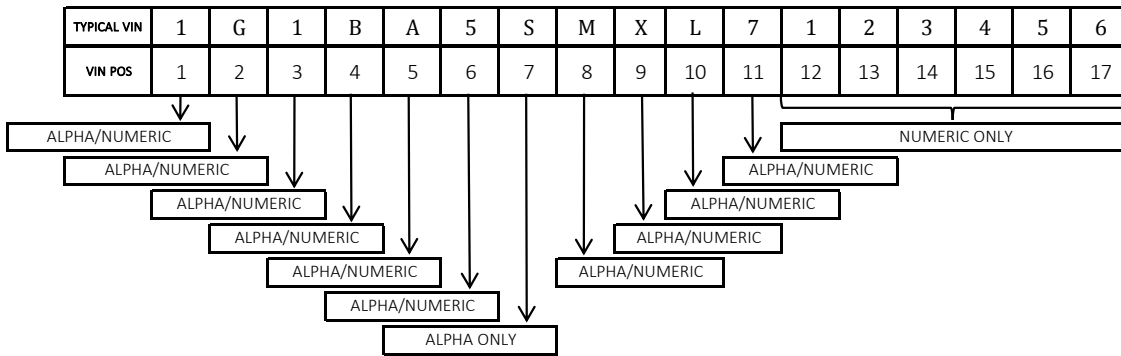 TYPICAL VIN 1 G 1 B A 5 S M X L 7 1 2 3 4 5 6
VIN POS 1 2 3 4 5 6 7 8 9 10 11 12 13 14 15 16 17
ALPHA/NUMERIC NUMERIC ONLY
ALPHA/NUMERIC ALPHA/NUMERIC
ALPHA/NUMERIC ALPHA/NUMERIC
ALPHA/NUMERIC ALPHA/NUMERIC
ALPHA/NUMERIC ALPHA/NUMERIC
ALPHA/NUMERIC
ALPHA ONLY